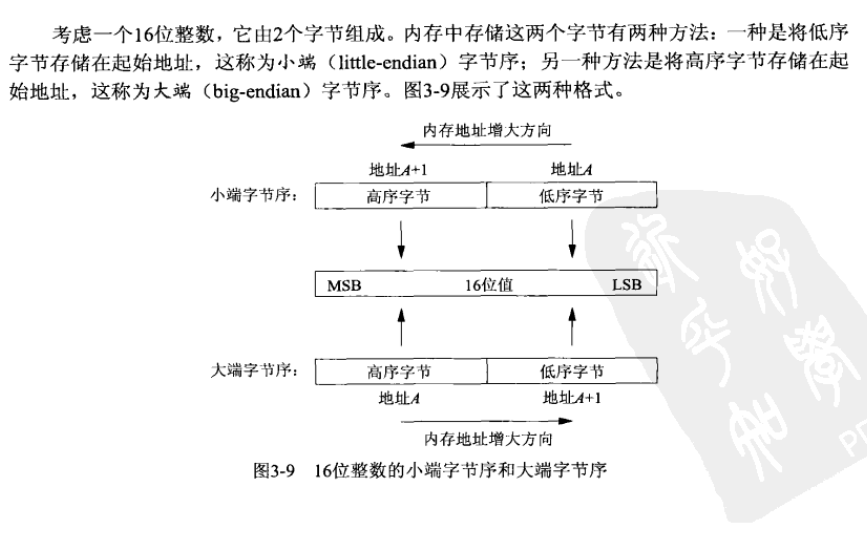 考虑一个16位整数，它由2个字节组成。内存中存储这两个字节有两种方法：一种是将低序
字节存储在起始地址，这称为小端（little-endian）字节序；另一种方法是将高序字节存储在起
始地址，这称为大端（big-endian）字节序。图3-9展示了这两种格式。
内存地址增大方向
地址A+1 地址A
小端字节序： 高序字节 低序字节
MSB 16位值 LSB
大端字节序： 高序字节 低序字节
地址A 地址A+1
内存地址增大方向
图3-9 16位整数的小端字节序和大端字节序